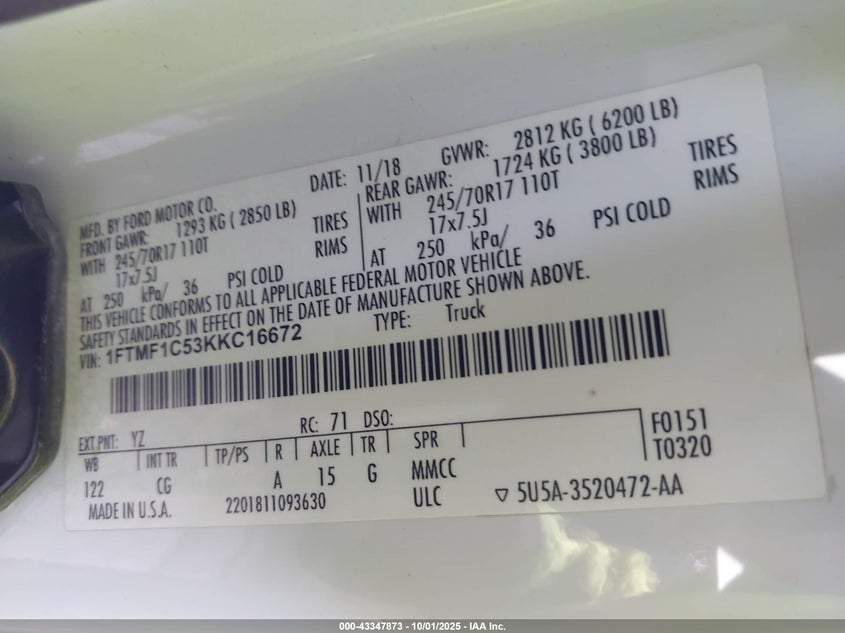 MFD. BY FORD MOTOR CO.
DATE: 11/18 GVWR: 2812 KG ( 6200 LB)
FRONT GAWR: 1293 KG ( 2850 LB) REAR GAWR: 1724 KG ( 3800 LB)
WITH 245/70R17 110T TIRES WITH 245/70R17 110T TIRES
17x7.5J RIMS 17x7.5J RIMS
AT 250 kPa/ 36 PSI COLD AT 250 kPa/ 36 PSI COLD
THIS VEHICLE CONFORMS TO ALL APPLICABLE FEDERAL MOTOR VEHICLE
SAFETY STANDARDS IN EFFECT ON THE DATE OF MANUFACTURE SHOWN ABOVE.
VIN: 1FTMF1C53KKC16672 TYPE: Truck
EXT PNT: YZ RC: 71 DSO:
WB INT TR TP/PS R AXLE TR SPR F0151
T0320
122 CG A 15 G MMCC
MADE IN U.S.A. 2201811093630 ULC 5U5A-3520472-AA
000-43347873 - 10/01/2025 - IAA Inc.